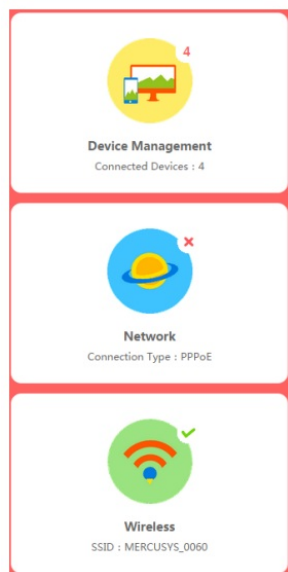 4
Device Management
Connected Devices : 4
Network
Connection Type : PPPoE
Wireless
SSID : MERCUSYS_0060